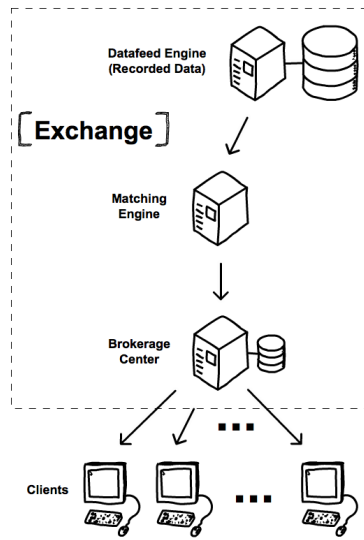 Datafeed Engine
(Recorded Data)
[Exchange]
Matching
Engine
Brokerage
Center
...
Clients
...